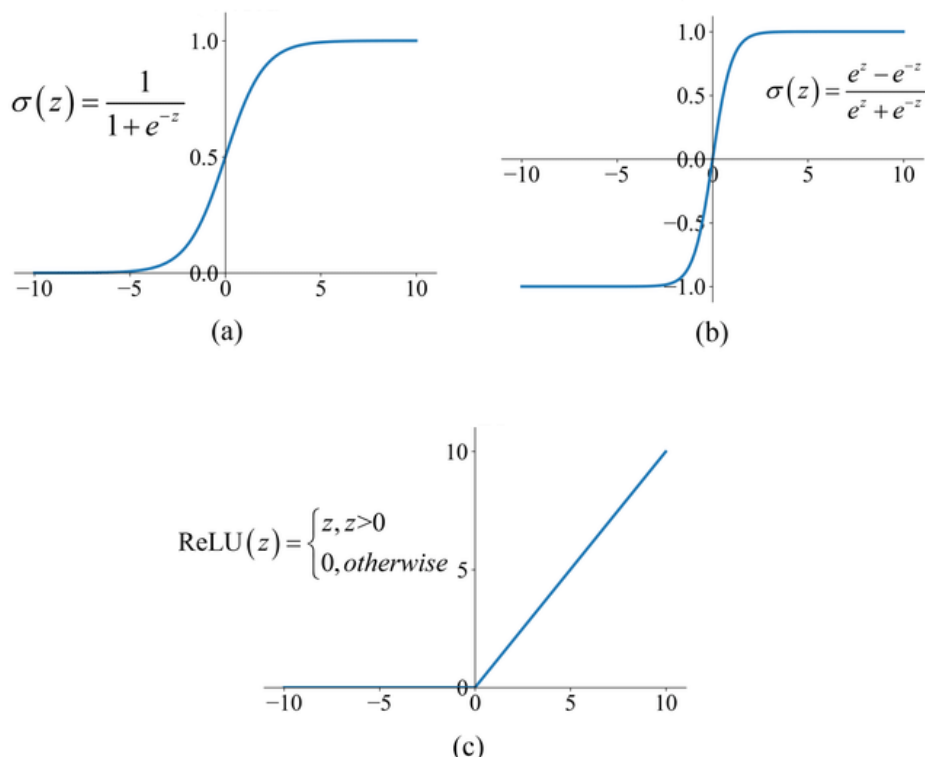 1.0
σ(z) = 1 / (1 + e^{-z})
0.5
0.0
−10 −5 0 5 10
(a)
1.0
σ(z) = (e^z − e^{-z}) / (e^z + e^{-z})
0.5
0.0
−10 −5 0 5 10
−0.5
−1.0
(b)
10
ReLU(z) = { z, z>0
0, otherwise
5
0
−10 −5 0 5 10
(c)